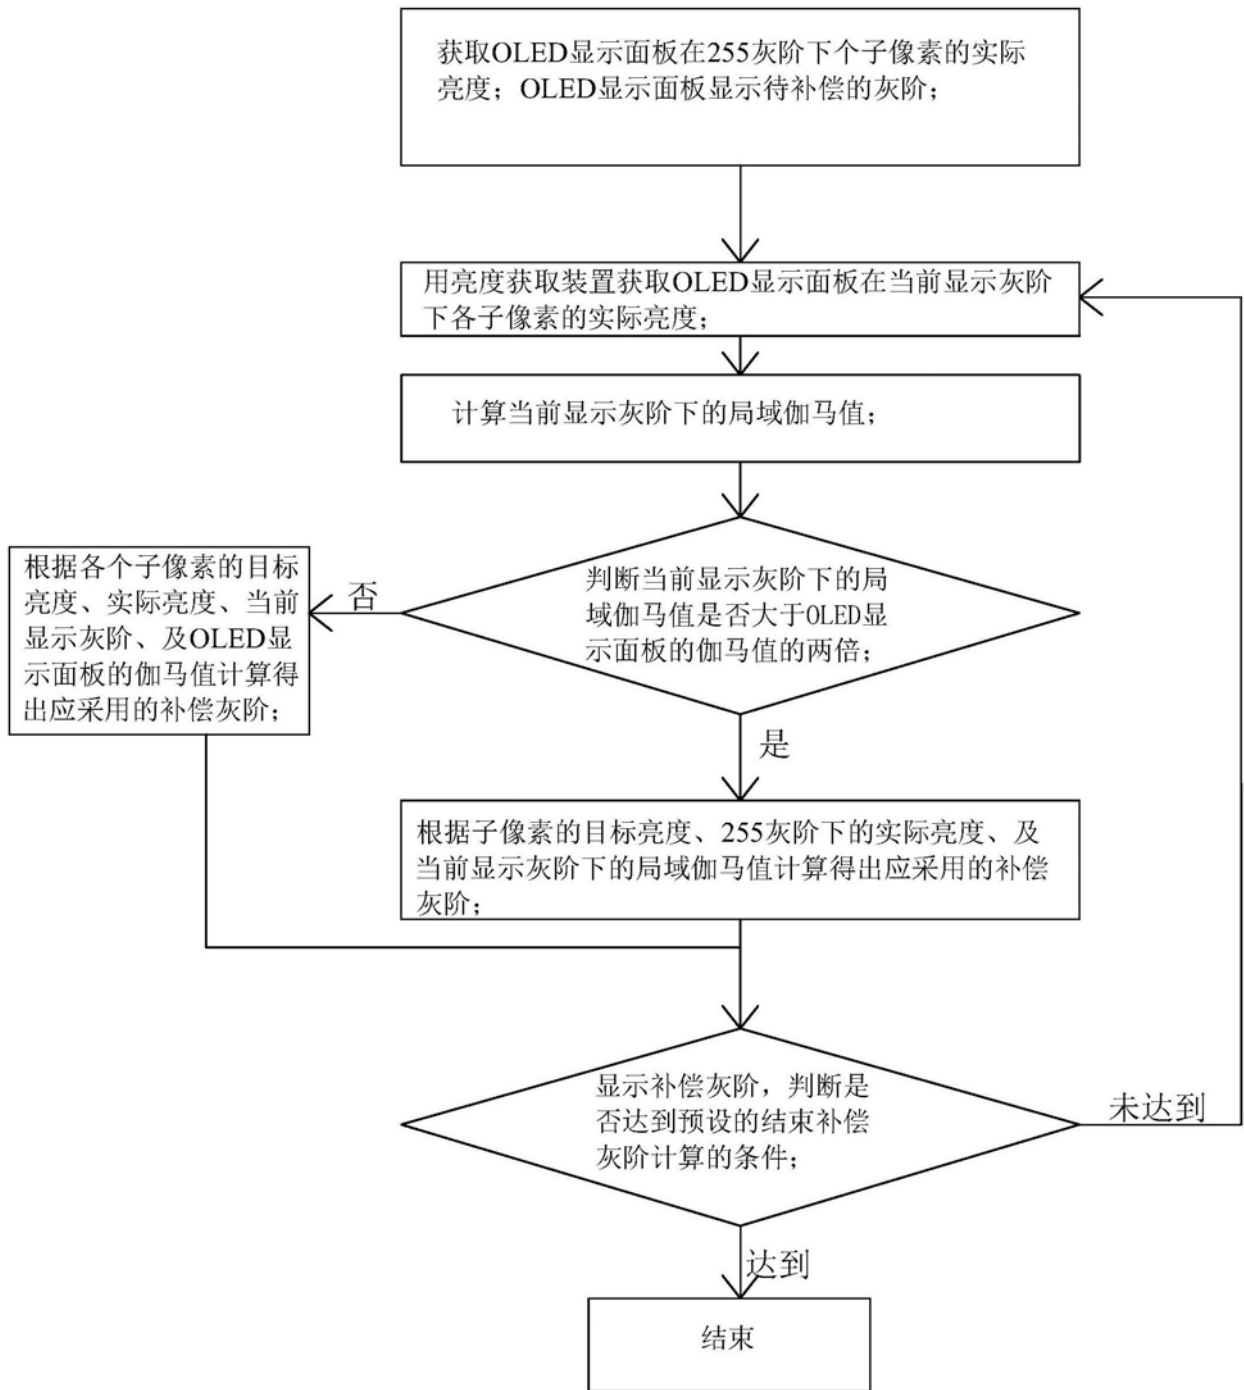 获取OLED显示面板在255灰阶下个子像素的实际
亮度；OLED显示面板显示待补偿的灰阶；
用亮度获取装置获取OLED显示面板在当前显示灰阶
下各子像素的实际亮度；
计算当前显示灰阶下的局域伽马值；
判断当前显示灰阶下的局
域伽马值是否大于OLED显
示面板的伽马值的两倍；
否
根据各个子像素的目标
亮度、实际亮度、当前
显示灰阶、及OLED显
示面板的伽马值计算得
出应采用的补偿灰阶；
是
根据子像素的目标亮度、255灰阶下的实际亮度、及
当前显示灰阶下的局域伽马值计算得出应采用的补偿
灰阶；
显示补偿灰阶，判断是
否达到预设的结束补偿
灰阶计算的条件；
未达到
达到
结束